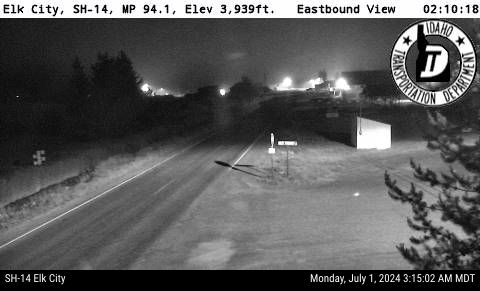 Elk City, SH-14, MP 94.1, Elev 3,939ft. Eastbound View 02:10:18
IDAHO
TRANSPORTATION DEPARTMENT
SH-14 Elk City Monday, July 1, 2024 3:15:02 AM MDT